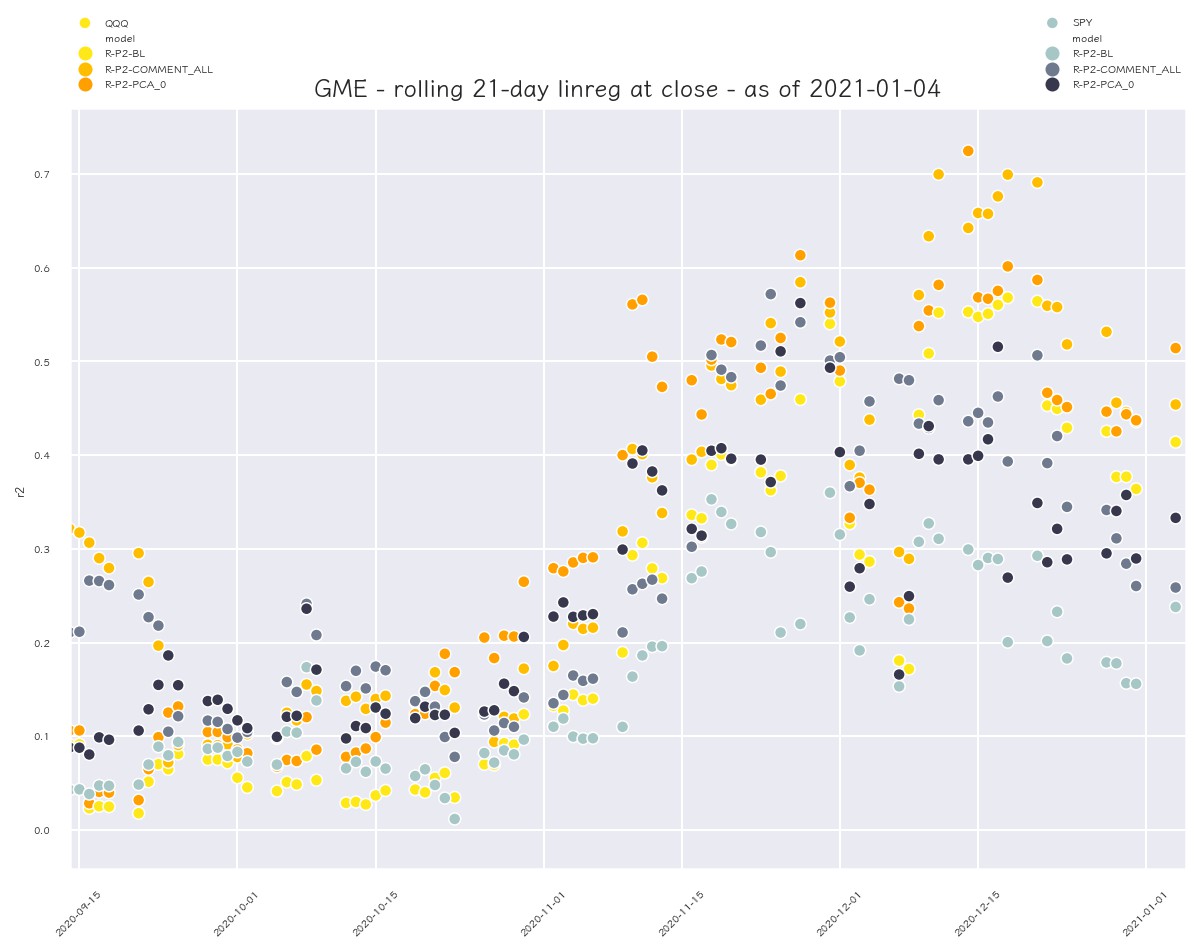 QQQ
model
R-P2-BL
R-P2-COMMENT_ALL
R-P2-PCA_0
SPY
model
R-P2-BL
R-P2-COMMENT_ALL
R-P2-PCA_0
GME - rolling 21-day linreg at close - as of 2021-01-04
0.7
0.6
0.5
0.4
0.3
0.2
0.1
0.0
r2
2020-09-15
2020-10-01
2020-10-15
2020-11-01
2020-11-15
2020-12-01
2020-12-15
2021-01-01